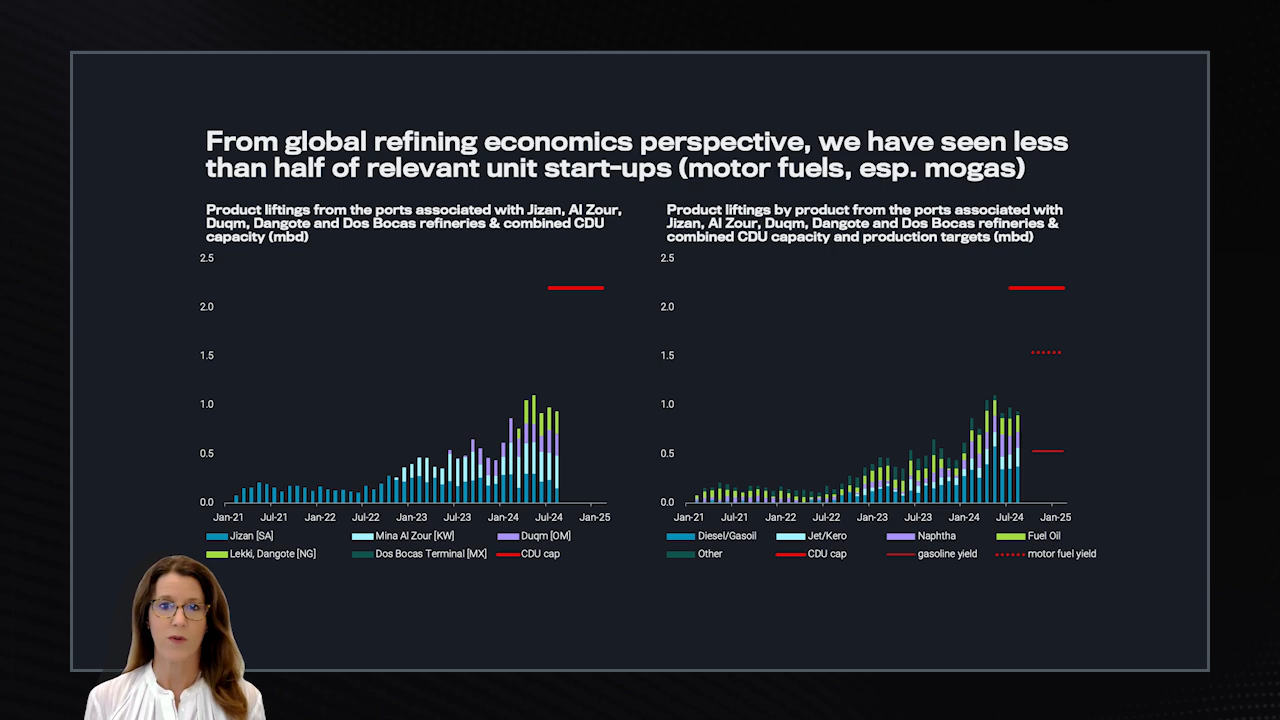 From global refining economics perspective, we have seen less
than half of relevant unit start-ups (motor fuels, esp. mogas)
Product liftings from the ports associated with Jizan, Al Zour,
Duqm, Dangote and Dos Bocas refineries & combined CDU
capacity (mbd)
2.5
2.0
1.5
1.0
0.5
0.0
Jan-21 Jul-21 Jan-22 Jul-22 Jan-23 Jul-23 Jan-24 Jul-24 Jan-25
Jizan [SA] Mina Al Zour [KW] Duqm [OM]
Lekki, Dangote [NG] Dos Bocas Terminal [MX] CDU cap
Product liftings by product from the ports associated with
Jizan, Al Zour, Duqm, Dangote and Dos Bocas refineries &
combined CDU capacity and production targets (mbd)
2.5
2.0
1.5
1.0
0.5
0.0
Jan-21 Jul-21 Jan-22 Jul-22 Jan-23 Jul-23 Jan-24 Jul-24 Jan-25
Diesel/Gasoil Jet/Kero Naphtha Fuel Oil
Other CDU cap gasoline yield motor fuel yield